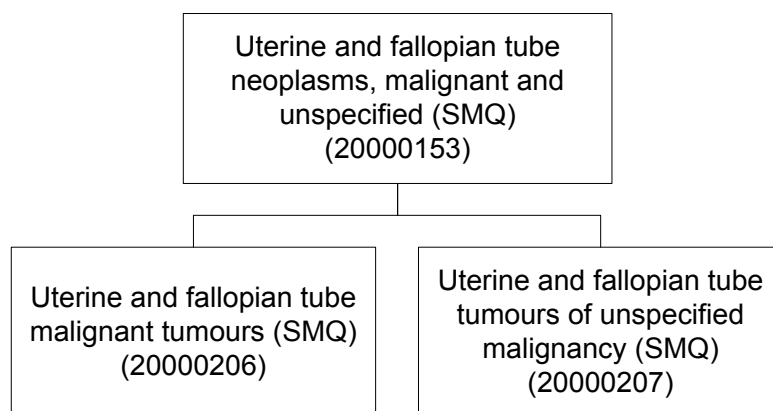 Uterine and fallopian tube
neoplasms, malignant and
unspecified (SMQ)
(20000153)
Uterine and fallopian tube
malignant tumours (SMQ)
(20000206)
Uterine and fallopian tube
tumours of unspecified
malignancy (SMQ)
(20000207)